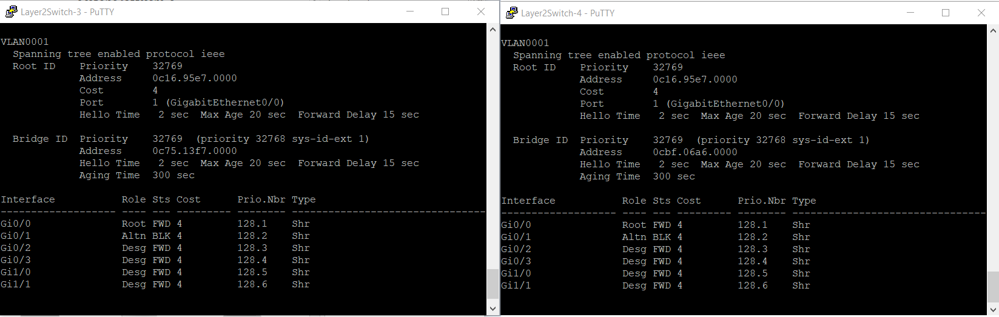 Layer2Switch-3 - PuTTY
VLAN0001
  Spanning tree enabled protocol ieee
  Root ID    Priority    32769
             Address     0c16.95e7.0000
             Cost        4
             Port        1 (GigabitEthernet0/0)
             Hello Time   2 sec  Max Age 20 sec  Forward Delay 15 sec
  Bridge ID  Priority    32769  (priority 32768 sys-id-ext 1)
             Address     0c75.13f7.0000
             Hello Time   2 sec  Max Age 20 sec  Forward Delay 15 sec
             Aging Time  300 sec
Interface           Role Sts Cost      Prio.Nbr Type
------------------- ---- --- --------- -------- --------------------------------
Gi0/0               Root FWD 4         128.1    Shr
Gi0/1               Altn BLK 4         128.2    Shr
Gi0/2               Desg FWD 4         128.3    Shr
Gi0/3               Desg FWD 4         128.4    Shr
Gi1/0               Desg FWD 4         128.5    Shr
Gi1/1               Desg FWD 4         128.6    Shr
Layer2Switch-4 - PuTTY
VLAN0001
  Spanning tree enabled protocol ieee
  Root ID    Priority    32769
             Address     0c16.95e7.0000
             Cost        4
             Port        1 (GigabitEthernet0/0)
             Hello Time   2 sec  Max Age 20 sec  Forward Delay 15 sec
  Bridge ID  Priority    32769  (priority 32768 sys-id-ext 1)
             Address     0cbf.06a6.0000
             Hello Time   2 sec  Max Age 20 sec  Forward Delay 15 sec
             Aging Time  300 sec
Interface           Role Sts Cost      Prio.Nbr Type
------------------- ---- --- --------- -------- --------------------------------
Gi0/0               Root FWD 4         128.1    Shr
Gi0/1               Altn BLK 4         128.2    Shr
Gi0/2               Desg FWD 4         128.3    Shr
Gi0/3               Desg FWD 4         128.4    Shr
Gi1/0               Desg FWD 4         128.5    Shr
Gi1/1               Desg FWD 4         128.6    Shr